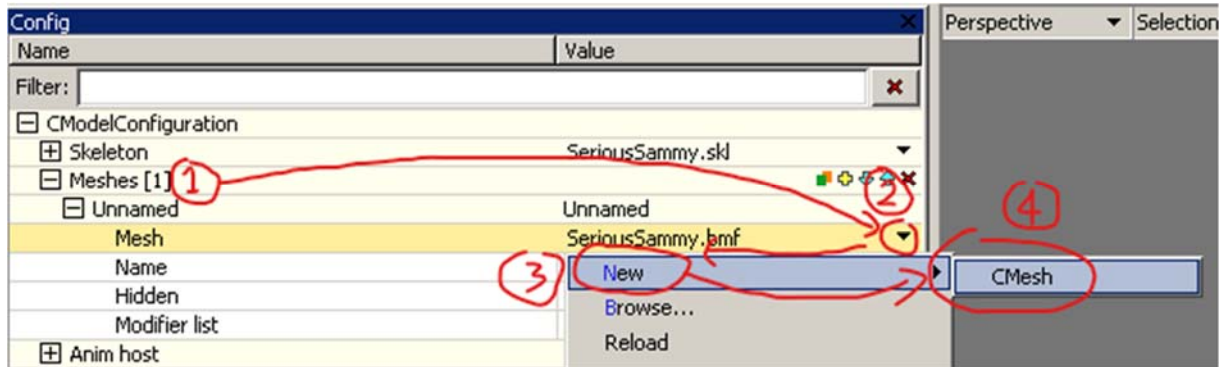 Config
Perspective
Selection
Name Value
Filter:
CModelConfiguration
Skeleton SeriousSammy.skl
Meshes [1] 1
2
Unnamed Unnamed
4
Mesh SeriousSammy.bmf
Name
3
New CMesh
Hidden
Browse...
Modifier list
Reload
Anim host